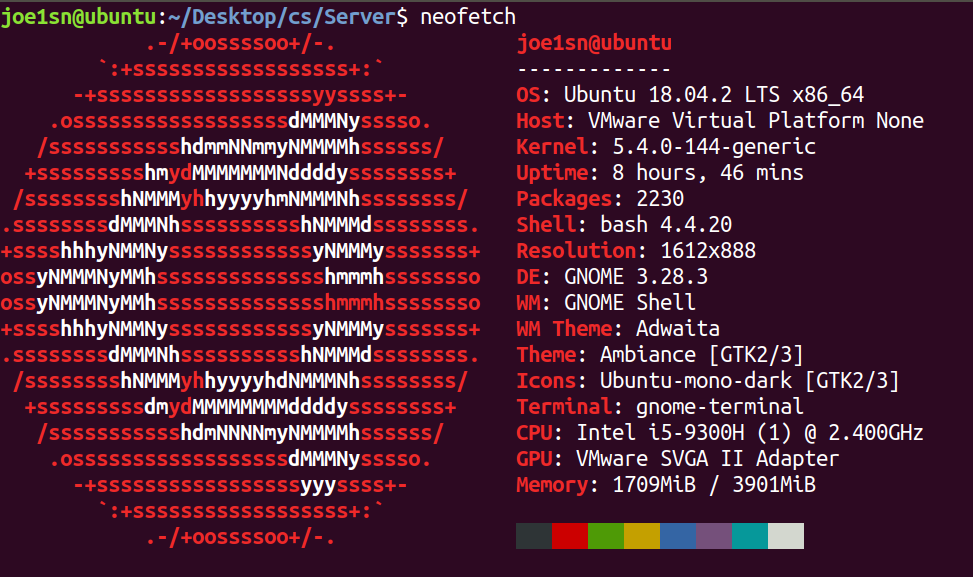 joe1sn@ubuntu:~/Desktop/cs/Server$ neofetch
.-/+oossssoo+/-.               joe1sn@ubuntu
`:+ssssssssssssssssss+:`           -------------
-+ssssssssssssssssssyyssss+-         OS: Ubuntu 18.04.2 LTS x86_64
.ossssssssssssssssssdMMMNysssso.       Host: VMware Virtual Platform None
/ssssssssssshdmmNNmmyNMMMMhssssss/      Kernel: 5.4.0-144-generic
+ssssssssshmydMMMMMMMNddddyssssssss+     Uptime: 8 hours, 46 mins
/sssssssshNMMMyhhyyyyhmNMMMNhssssssss/    Packages: 2230
.ssssssssdMMMNhsssssssssshNMMMdssssssss.   Shell: bash 4.4.20
+sssshhhyNMMNyssssssssssssyNMMMysssssss+   Resolution: 1612x888
ossyNMMMNyMMhsssssssssssssshmmmhssssssso   DE: GNOME 3.28.3
ossyNMMMNyMMhsssssssssssssshmmmhssssssso   WM: GNOME Shell
+sssshhhyNMMNyssssssssssssyNMMMysssssss+   WM Theme: Adwaita
.ssssssssdMMMNhsssssssssshNMMMdssssssss.   Theme: Ambiance [GTK2/3]
/sssssssshNMMMyhhyyyyhdNMMMNhssssssss/    Icons: Ubuntu-mono-dark [GTK2/3]
+sssssssssdmydMMMMMMMMddddyssssssss+     Terminal: gnome-terminal
/ssssssssssshdmNNNNmyNMMMMhssssss/      CPU: Intel i5-9300H (1) @ 2.400GHz
.ossssssssssssssssssdMMMNysssso.       GPU: VMware SVGA II Adapter
-+sssssssssssssssssyyyssss+-         Memory: 1709MiB / 3901MiB
`:+ssssssssssssssssss+:`
.-/+oossssoo+/-.